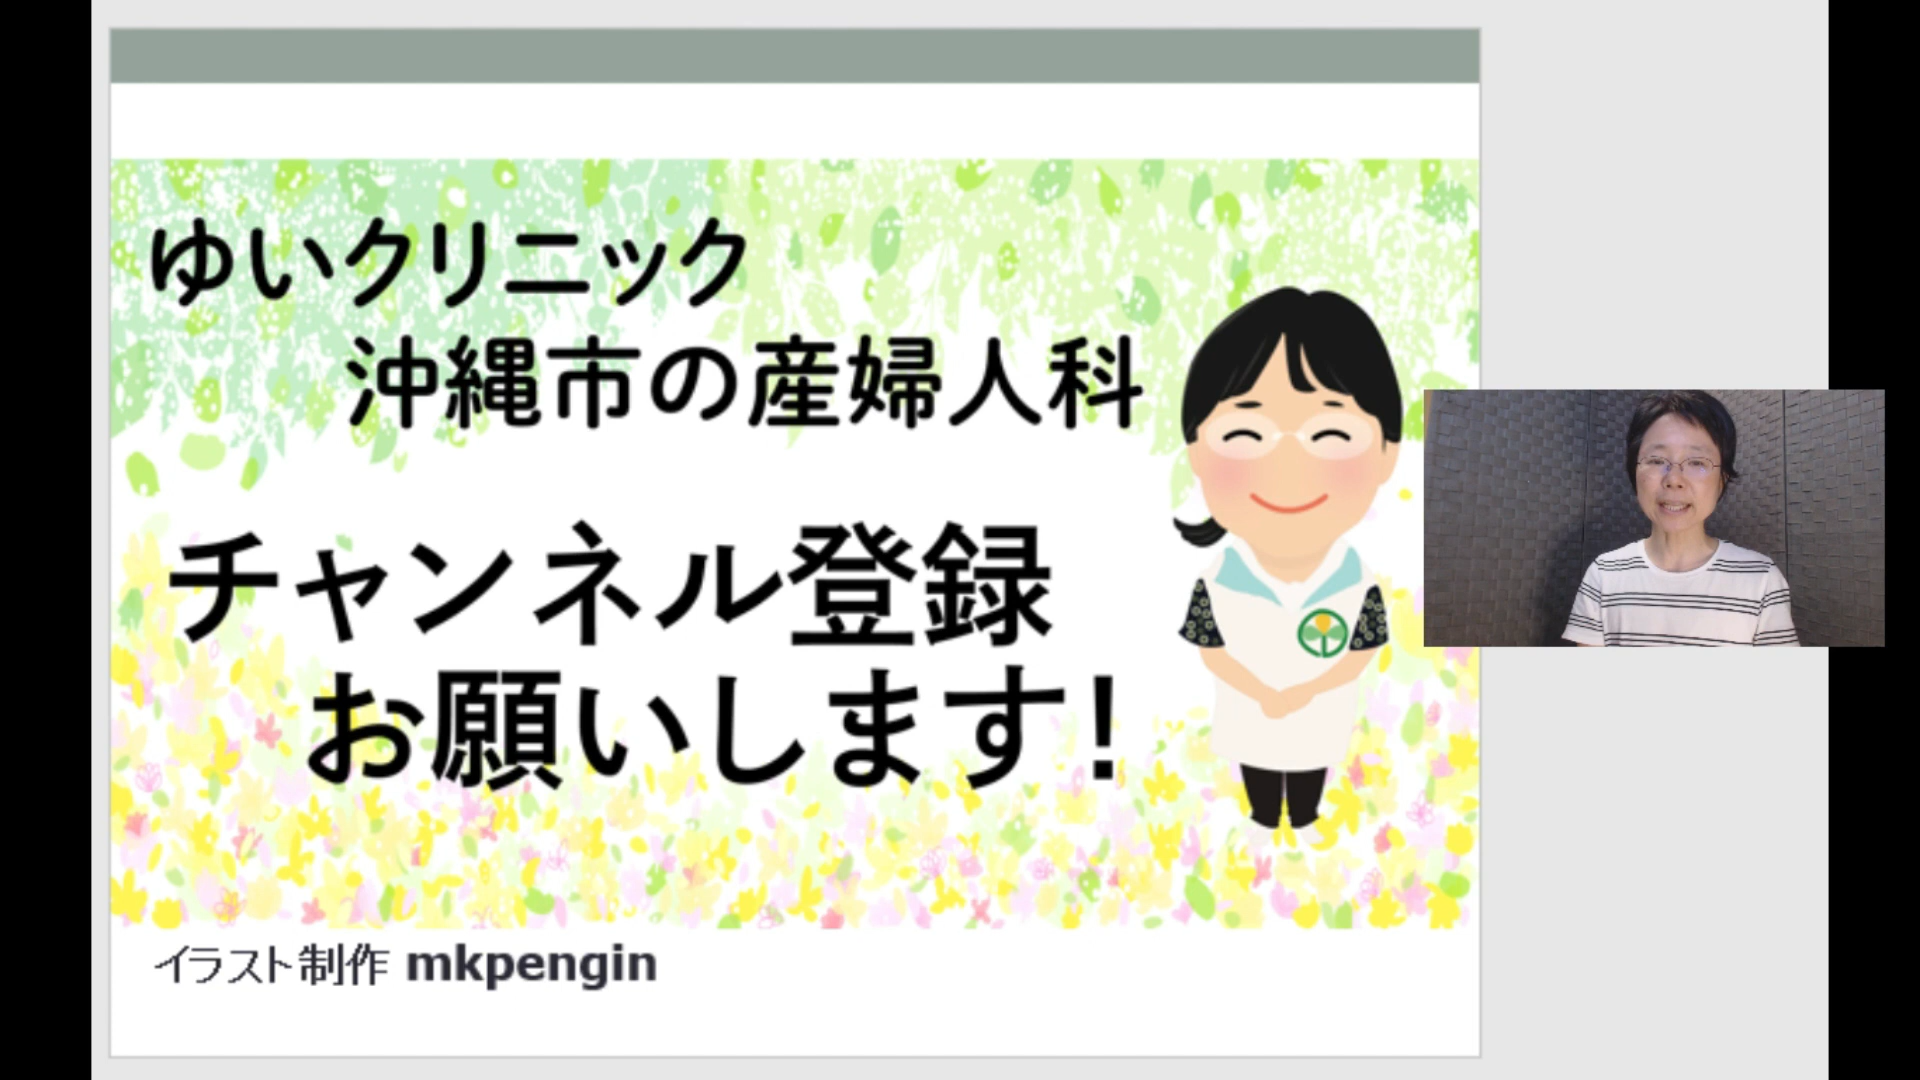 ゆいクリニック
沖縄市の産婦人科
チャンネル登録
お願いします!
イラスト制作 mkpengin